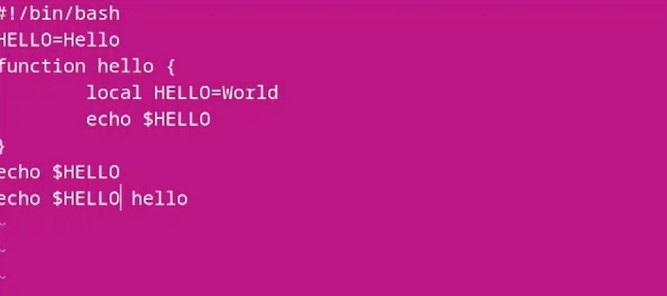 #!/bin/bash
HELLO=Hello
function hello {
        local HELLO=World
        echo $HELLO
}
echo $HELLO
echo $HELLO hello
~
~
~